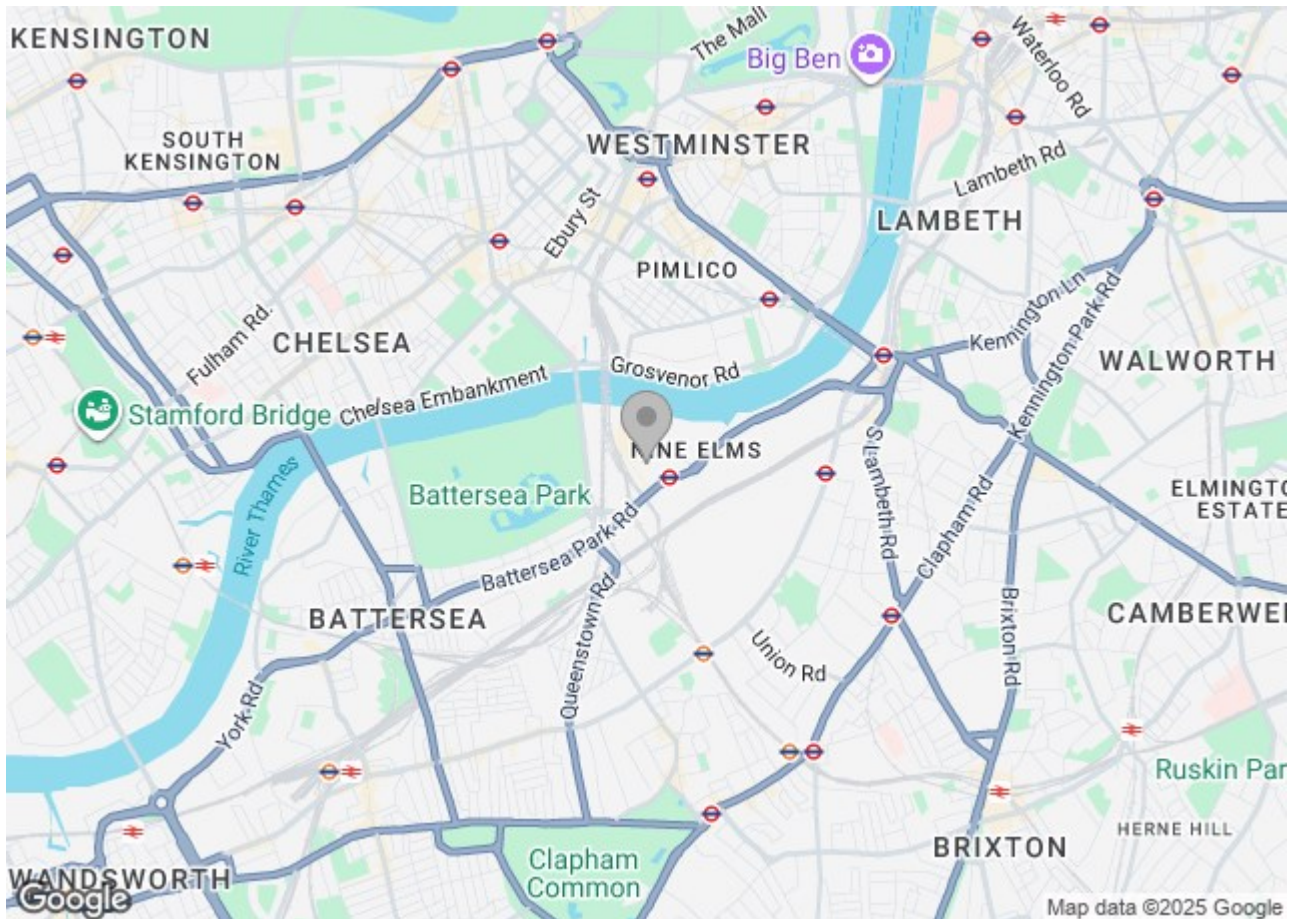 KENSINGTON
The Mall
Big Ben
Waterloo Rd
SOUTH
KENSINGTON
WESTMINSTER
Lambeth Rd
Ebury St
LAMBETH
PIMLICO
Kennington Ln
Kennington Park Rd
Fulham Rd.
CHELSEA
WALWORTH
Grosvenor Rd
Chelsea Embankment
Stamford Bridge
NINE ELMS
S Lambeth Rd
Clapham Rd
ELMINGTO
ESTATE
Battersea Park
River Thames
Battersea Park Rd
BATTERSEA
Queenstown Rd
Union Rd
Brixton Rd
CAMBERWE
York Rd
Ruskin Par
HERNE HILL
BRIXTON
Clapham
Common
WANDSWORTH
Google
Map data ©2025 Google